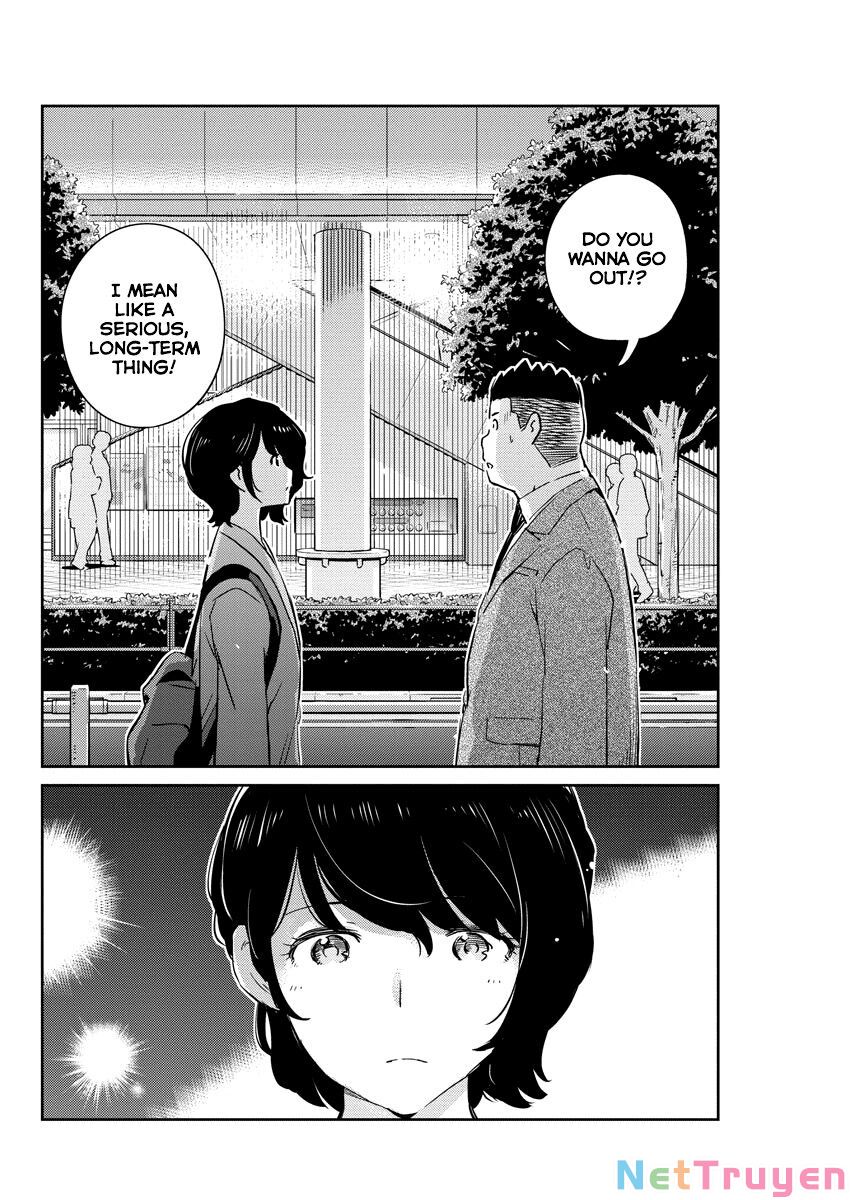 DO YOU
WANNA GO
OUT!?
I MEAN
LIKE A
SERIOUS,
LONG-TERM
THING!
NetTruyen